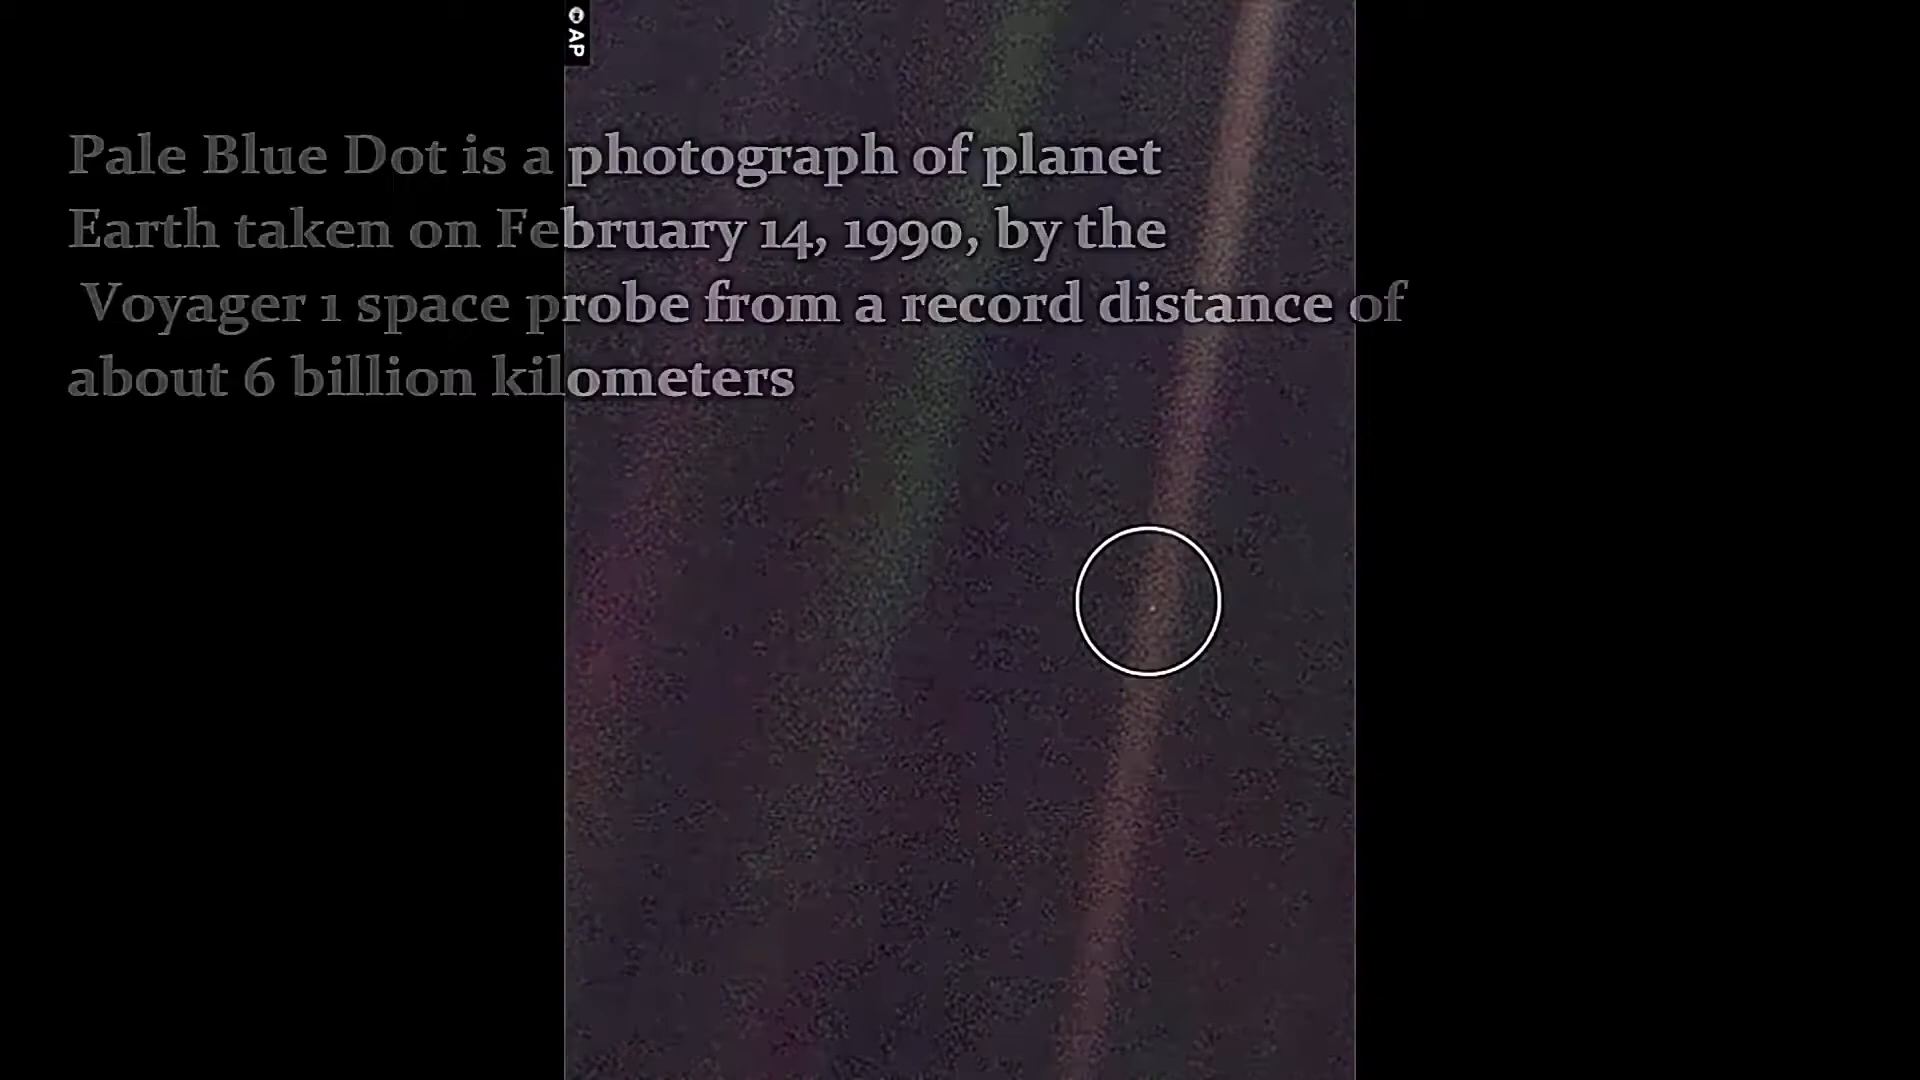 ©AP
Pale Blue Dot is a photograph of planet
Earth taken on February 14, 1990, by the
Voyager 1 space probe from a record distance of
about 6 billion kilometers